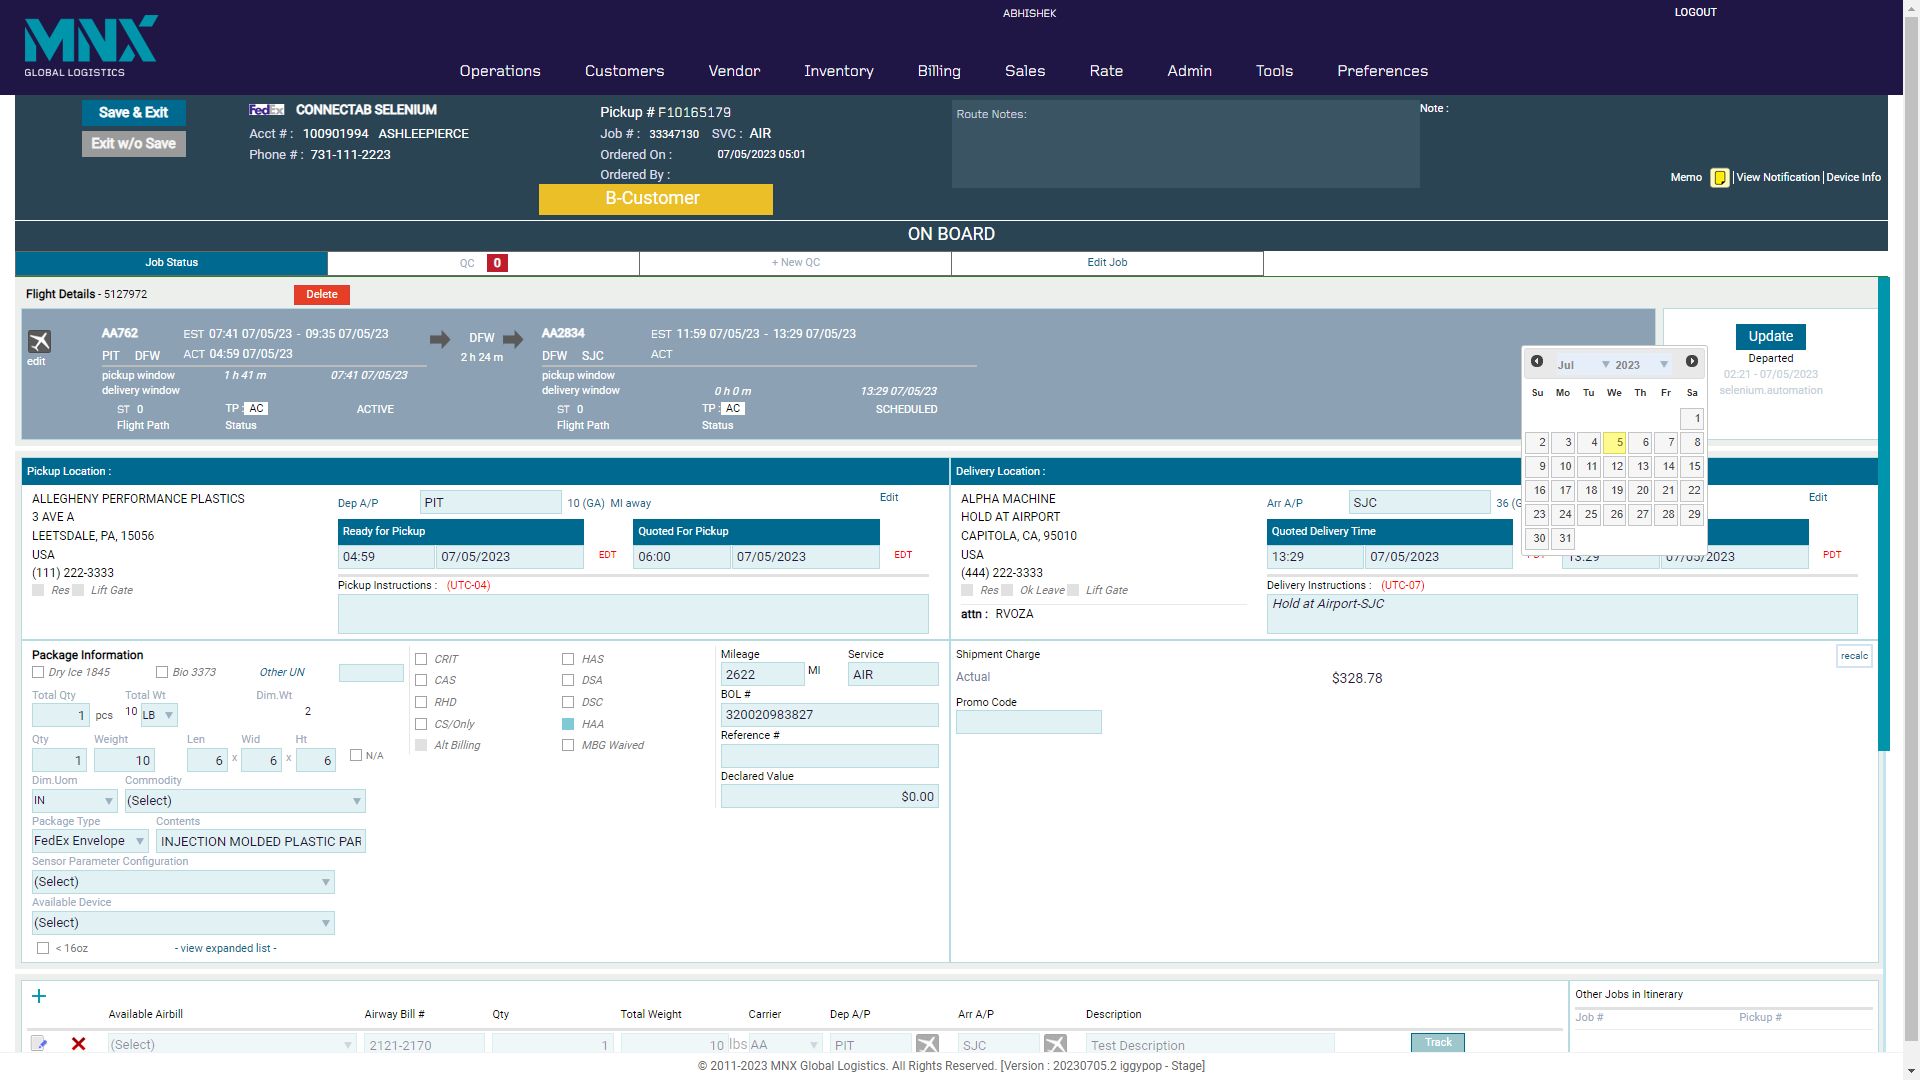 ABHISHEK
LOGOUT
MNX
GLOBAL LOGISTICS
Operations Customers Vendor Inventory Billing Sales Rate Admin Tools Preferences
Save & Exit
Exit w/o Save
FedEx CONNECTAB SELENIUM
Acct # : 100901994 ASHLEEPIERCE
Phone # : 731-111-2223
Pickup # F10165179
Job # : 33347130 SVC : AIR
Ordered On : 07/05/2023 05:01
Ordered By :
B-Customer
Route Notes:
Note :
Memo View Notification Device Info
ON BOARD
Job Status QC 0 + New QC Edit Job
Flight Details - 5127972 Delete
edit
AA762 EST 07:41 07/05/23 - 09:35 07/05/23
PIT DFW ACT 04:59 07/05/23
pickup window 1 h 41 m 07:41 07/05/23
delivery window
ST 0 TP : AC ACTIVE
Flight Path Status
DFW
2 h 24 m
AA2834 EST 11:59 07/05/23 - 13:29 07/05/23
DFW SJC ACT
pickup window
delivery window 0 h 0 m 13:29 07/05/23
ST 0 TP : AC SCHEDULED
Flight Path Status
Update
Departed
02:21 - 07/05/2023
selenium.automation
Jul 2023
Su Mo Tu We Th Fr Sa
1
2 3 4 5 6 7 8
9 10 11 12 13 14 15
16 17 18 19 20 21 22
23 24 25 26 27 28 29
30 31
Pickup Location :
ALLEGHENY PERFORMANCE PLASTICS
3 AVE A
LEETSDALE, PA, 15056
USA
(111) 222-3333
Res Lift Gate
Dep A/P PIT 10 (GA) MI away Edit
Ready for Pickup Quoted For Pickup
04:59 07/05/2023 EDT 06:00 07/05/2023 EDT
Pickup Instructions : (UTC-04)
Delivery Location :
ALPHA MACHINE
HOLD AT AIRPORT
CAPITOLA, CA, 95010
USA
(444) 222-3333
Res Ok Leave Lift Gate
attn : RVOZA
Arr A/P SJC 36 (G Edit
Quoted Delivery Time
13:29 07/05/2023 PDT 13:29 07/05/2023 PDT
Delivery Instructions : (UTC-07)
Hold at Airport-SJC
Package Information
Dry Ice 1845 Bio 3373 Other UN
Total Qty Total Wt Dim.Wt
1 pcs 10 LB 2
Qty Weight Len Wid Ht
1 10 6 x 6 x 6 N/A
Dim.Uom Commodity
IN (Select)
Package Type Contents
FedEx Envelope INJECTION MOLDED PLASTIC PAR
Sensor Parameter Configuration
(Select)
Available Device
(Select)
< 16oz - view expanded list -
CRIT HAS
CAS DSA
RHD DSC
CS/Only HAA
Alt Billing MBG Waived
Mileage Service
2622 MI AIR
BOL #
320020983827
Reference #
Declared Value
$0.00
Shipment Charge recalc
Actual $328.78
Promo Code
Available Airbill Airway Bill # Qty Total Weight Carrier Dep A/P Arr A/P Description
(Select) 2121-2170 1 10 lbs AA PIT SJC Test Description Track
Other Jobs in Itinerary
Job # Pickup #
© 2011-2023 MNX Global Logistics. All Rights Reserved. [Version : 20230705.2 iggypop - Stage]